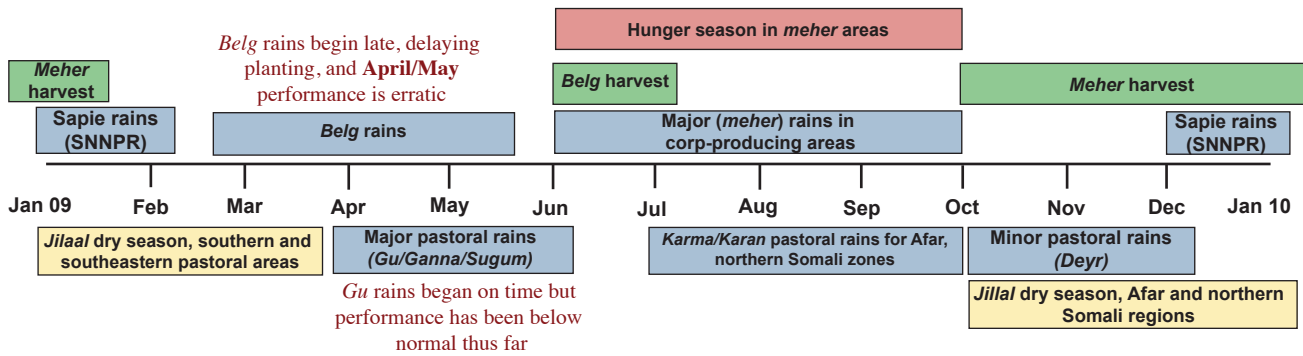 Hunger season in meher areas
Belg rains begin late, delaying
planting, and April/May
performance is erratic
Meher
harvest
Belg harvest
Meher harvest
Sapie rains
(SNNPR)
Belg rains
Major (meher) rains in
corp-producing areas
Sapie rains
(SNNPR)
Jan 09 Feb Mar Apr May Jun Jul Aug Sep Oct Nov Dec Jan 10
Jilaal dry season, southern and
southeastern pastoral areas
Major pastoral rains
(Gu/Ganna/Sugum)
Karma/Karan pastoral rains for Afar,
northern Somali zones
Minor pastoral rains
(Deyr)
Gu rains began on time but
performance has been below
normal thus far
Jillal dry season, Afar and northern
Somali regions